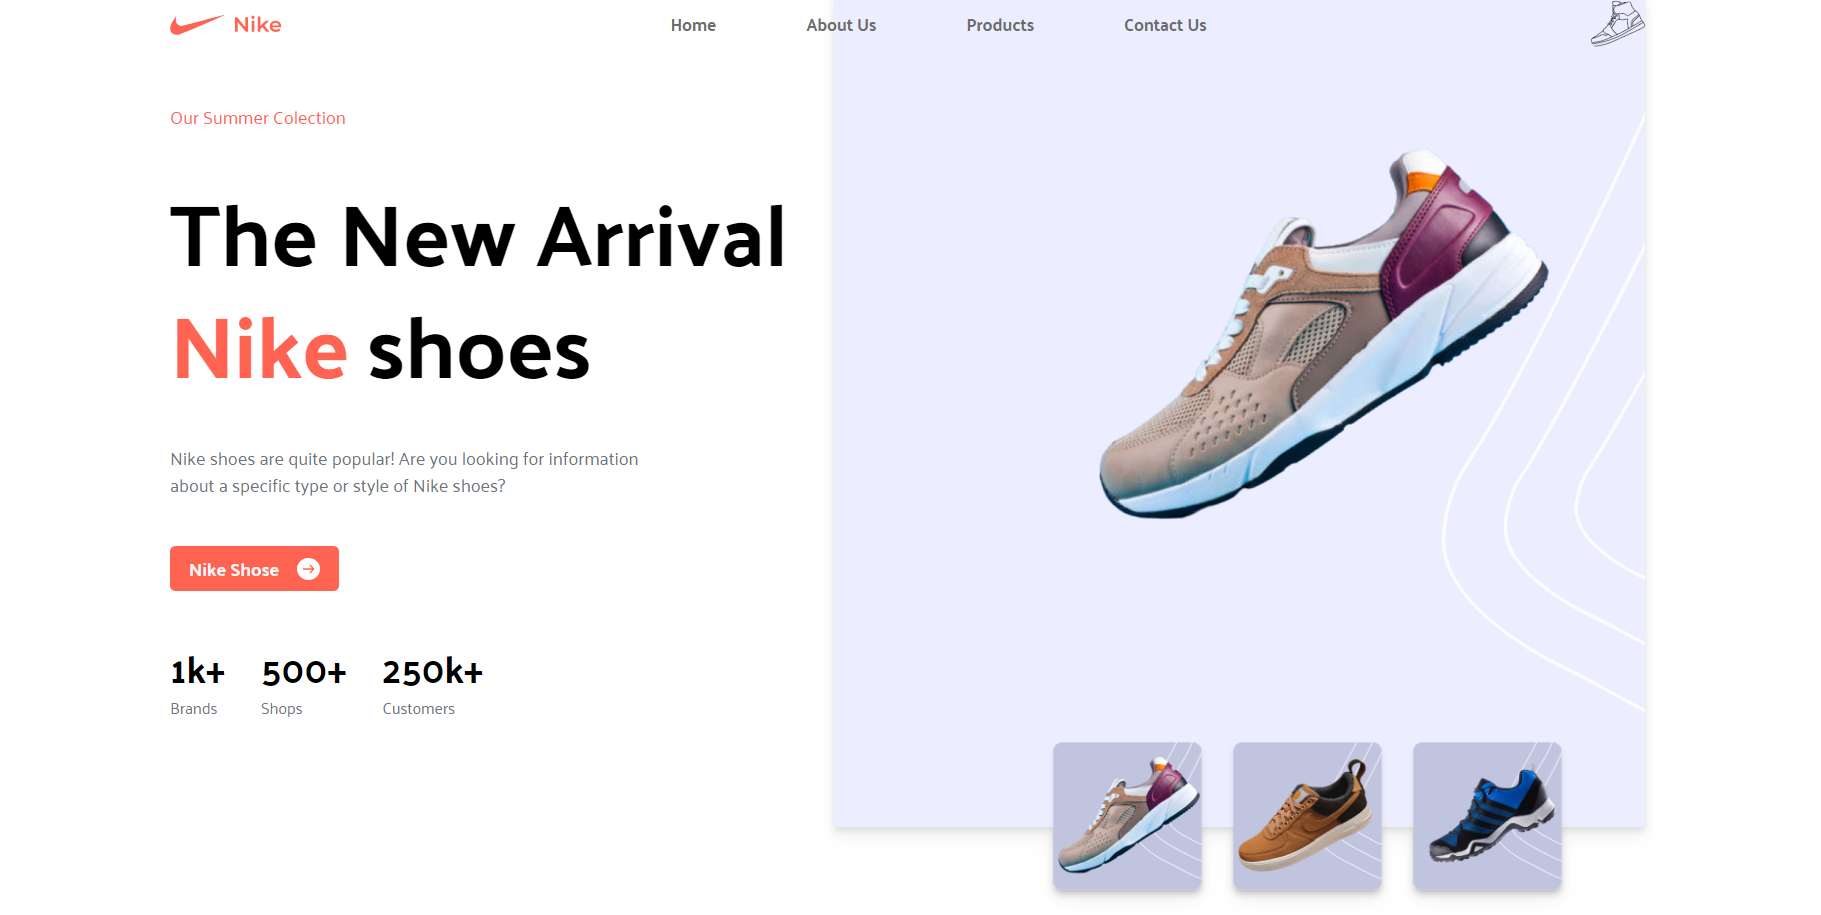 Nike
Home
About Us
Products
Contact Us
Our Summer Colection
The New Arrival
Nike shoes
Nike shoes are quite popular! Are you looking for information
about a specific type or style of Nike shoes?
Nike Shose
1k+
500+
250k+
Brands
Shops
Customers